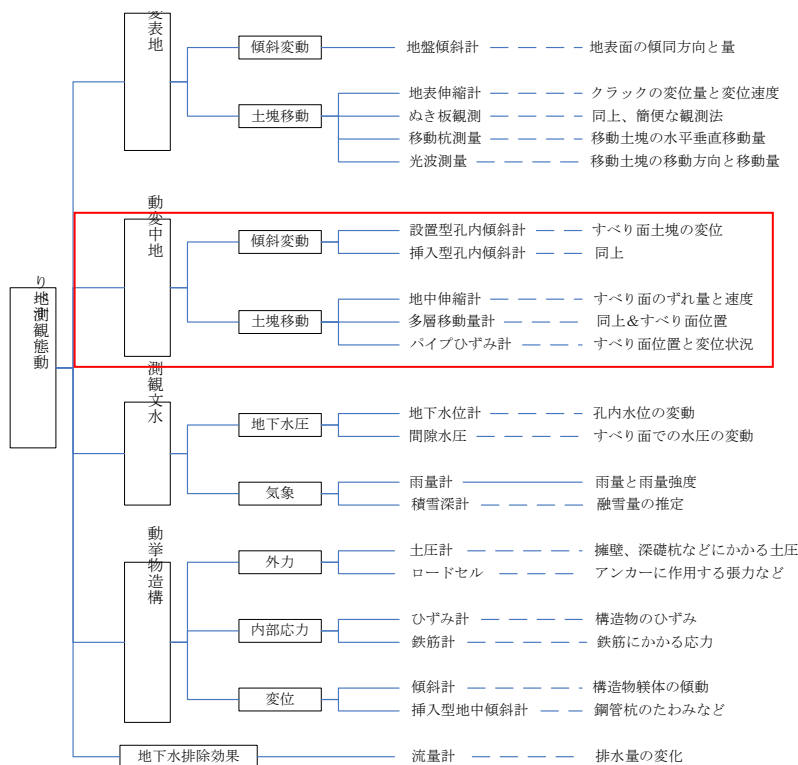 変表地
傾斜変動
地盤傾斜計
地表面の傾同方向と量
土塊移動
地表伸縮計
クラックの変位量と変位速度
ぬき板観測
同上、簡便な観測法
移動杭測量
移動土塊の水平垂直移動量
光波測量
移動土塊の移動方向と移動量
動変中地
傾斜変動
設置型孔内傾斜計
すべり面土塊の変位
挿入型孔内傾斜計
同上
り地測観態動
土塊移動
地中伸縮計
すべり面のずれ量と速度
多層移動量計
同上&すべり面位置
パイプひずみ計
すべり面位置と変位状況
測観文水
地下水圧
地下水位計
孔内水位の変動
間隙水圧
すべり面での水圧の変動
気象
雨量計
雨量と雨量強度
積雪深計
融雪量の推定
動挙物造構
外力
土圧計
擁壁、深礎杭などにかかる土圧
ロードセル
アンカーに作用する張力など
内部応力
ひずみ計
構造物のひずみ
鉄筋計
鉄筋にかかる応力
変位
傾斜計
構造物躯体の傾動
挿入型地中傾斜計
鋼管杭のたわみなど
地下水排除効果
流量計
排水量の変化